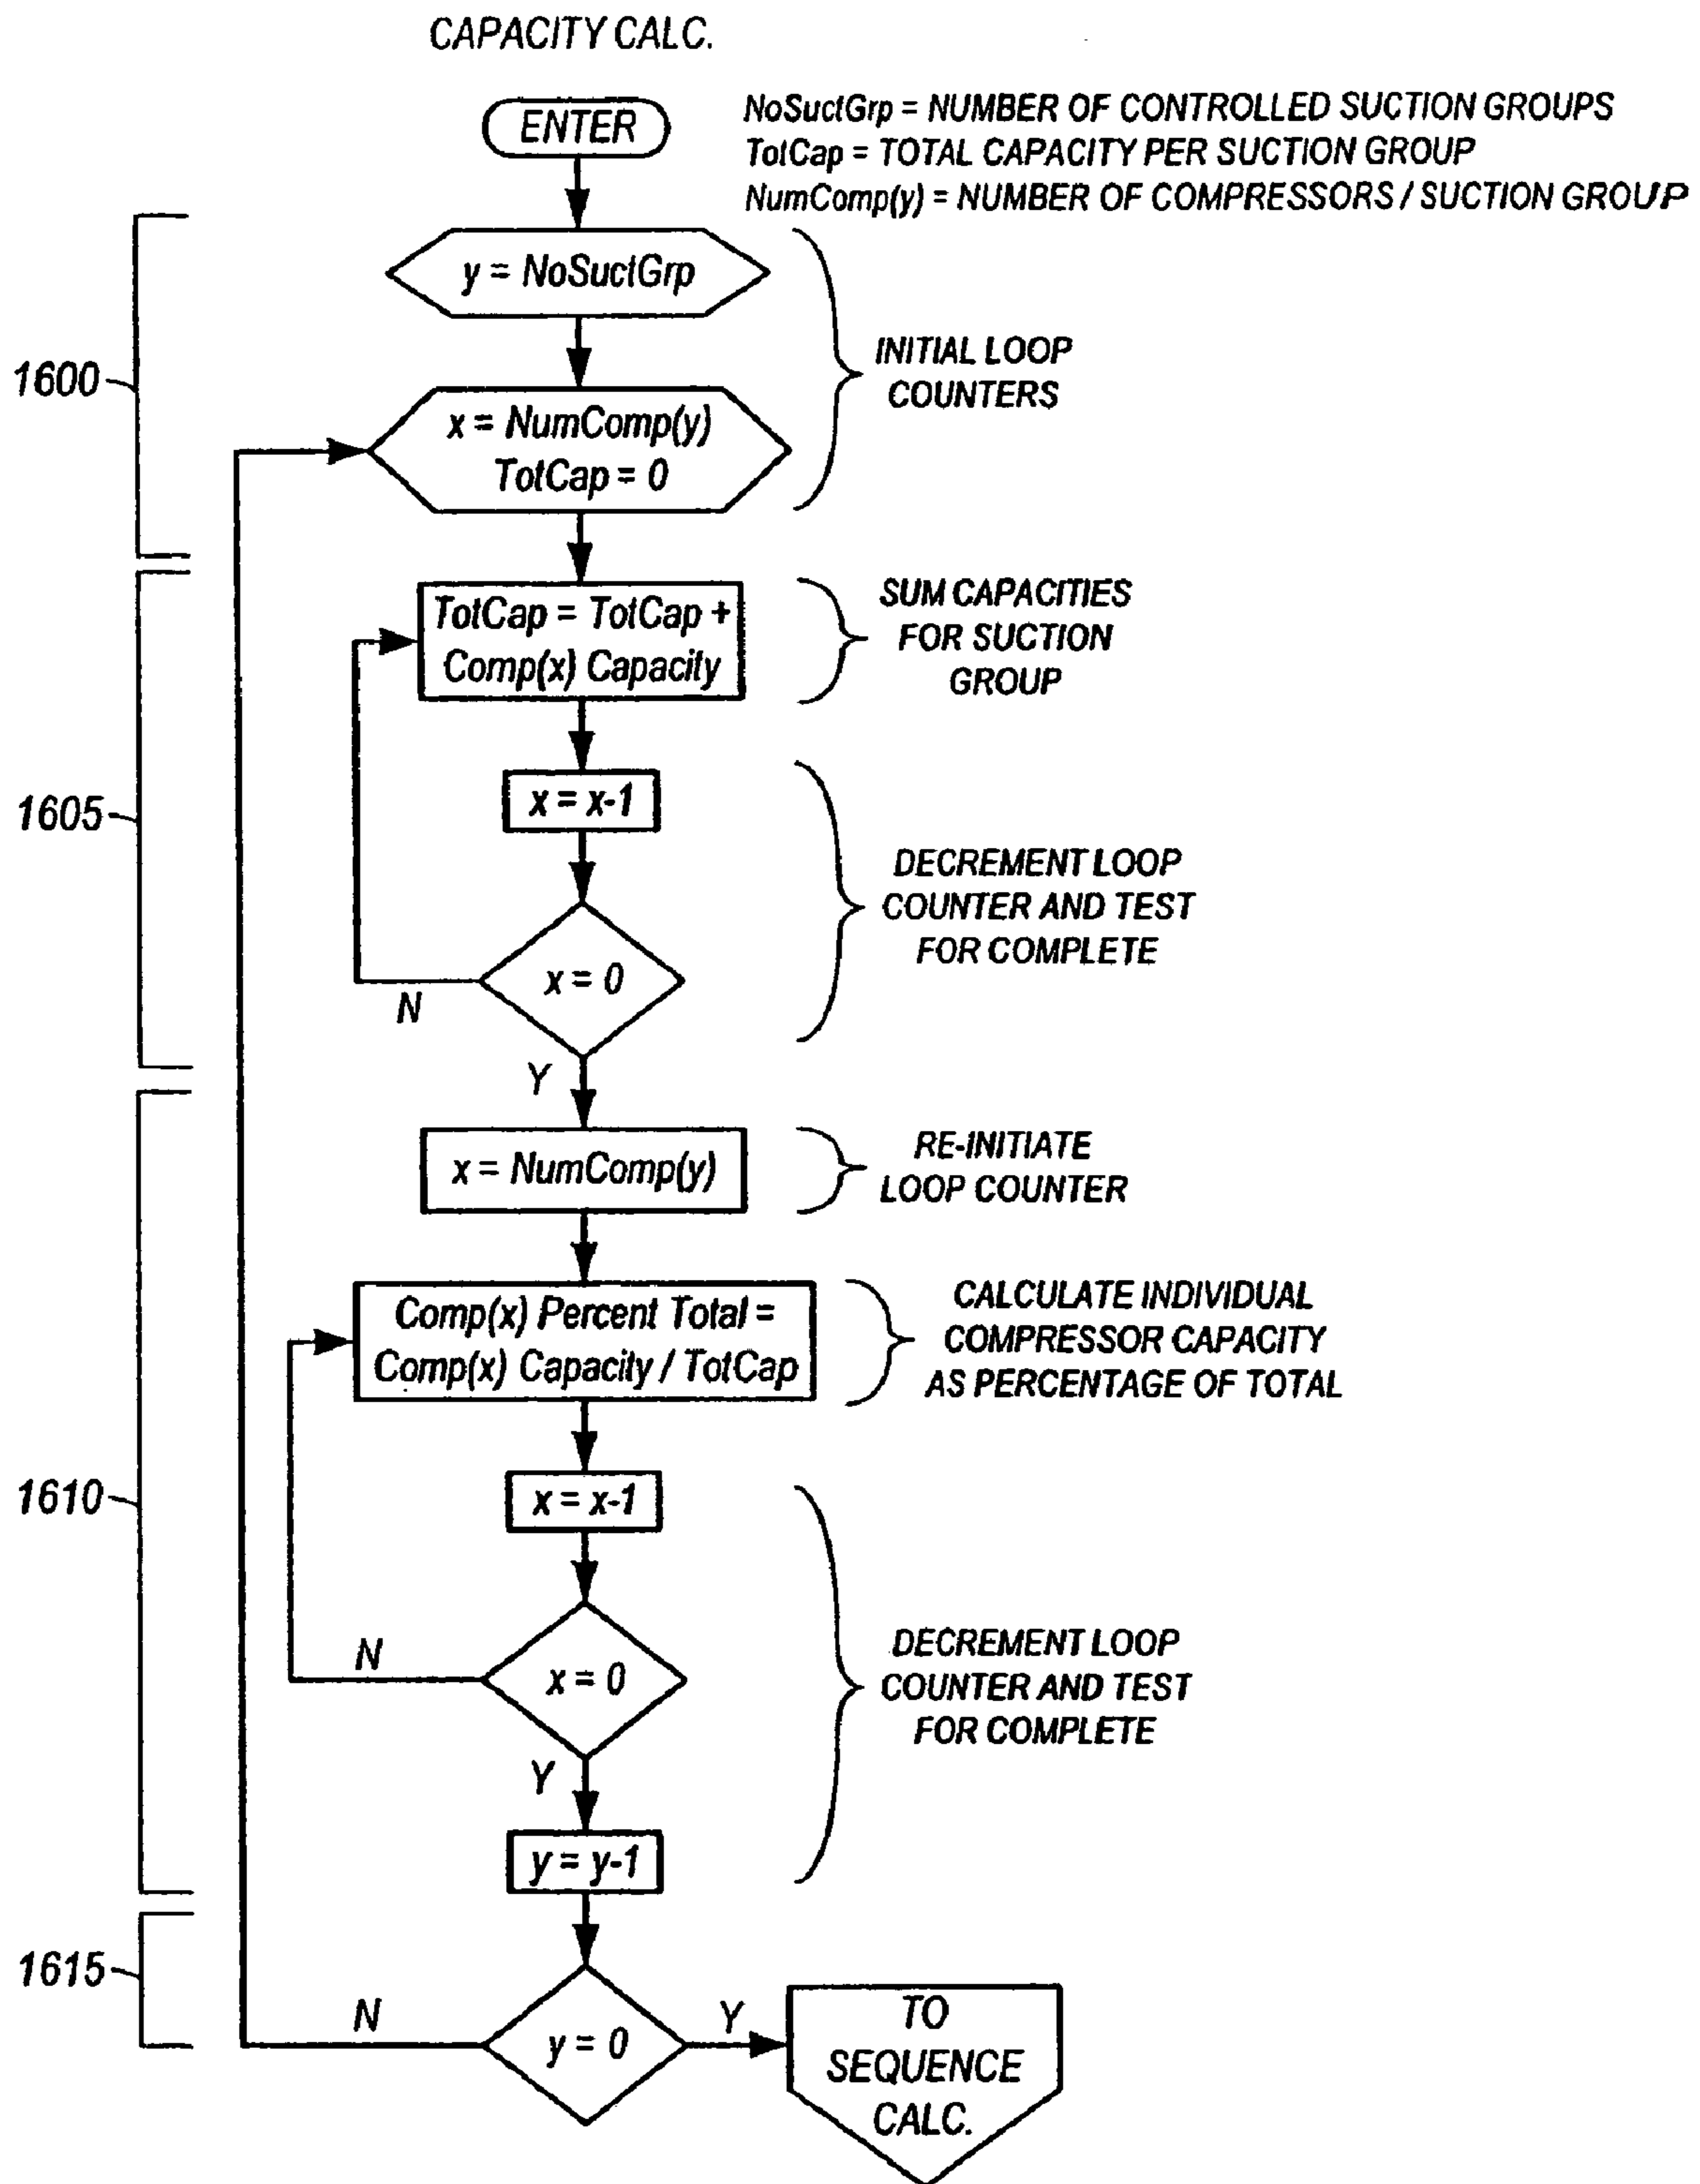 CAPACITY CALC.
ENTER
NoSuctGrp = NUMBER OF CONTROLLED SUCTION GROUPS
TotCap = TOTAL CAPACITY PER SUCTION GROUP
NumComp(y) = NUMBER OF COMPRESSORS / SUCTION GROUP
y = NoSuctGrp
INITIAL LOOP
COUNTERS
1600
x = NumComp(y)
TotCap = 0
TotCap = TotCap +
Comp(x) Capacity
SUM CAPACITIES
FOR SUCTION
GROUP
1605
x = x-1
DECREMENT LOOP
COUNTER AND TEST
FOR COMPLETE
x = 0
N
Y
x = NumComp(y)
RE-INITIATE
LOOP COUNTER
Comp(x) Percent Total =
Comp(x) Capacity / TotCap
CALCULATE INDIVIDUAL
COMPRESSOR CAPACITY
AS PERCENTAGE OF TOTAL
1610
x = x-1
x = 0
N
Y
DECREMENT LOOP
COUNTER AND TEST
FOR COMPLETE
y = y-1
1615
y = 0
N
Y
TO
SEQUENCE
CALC.